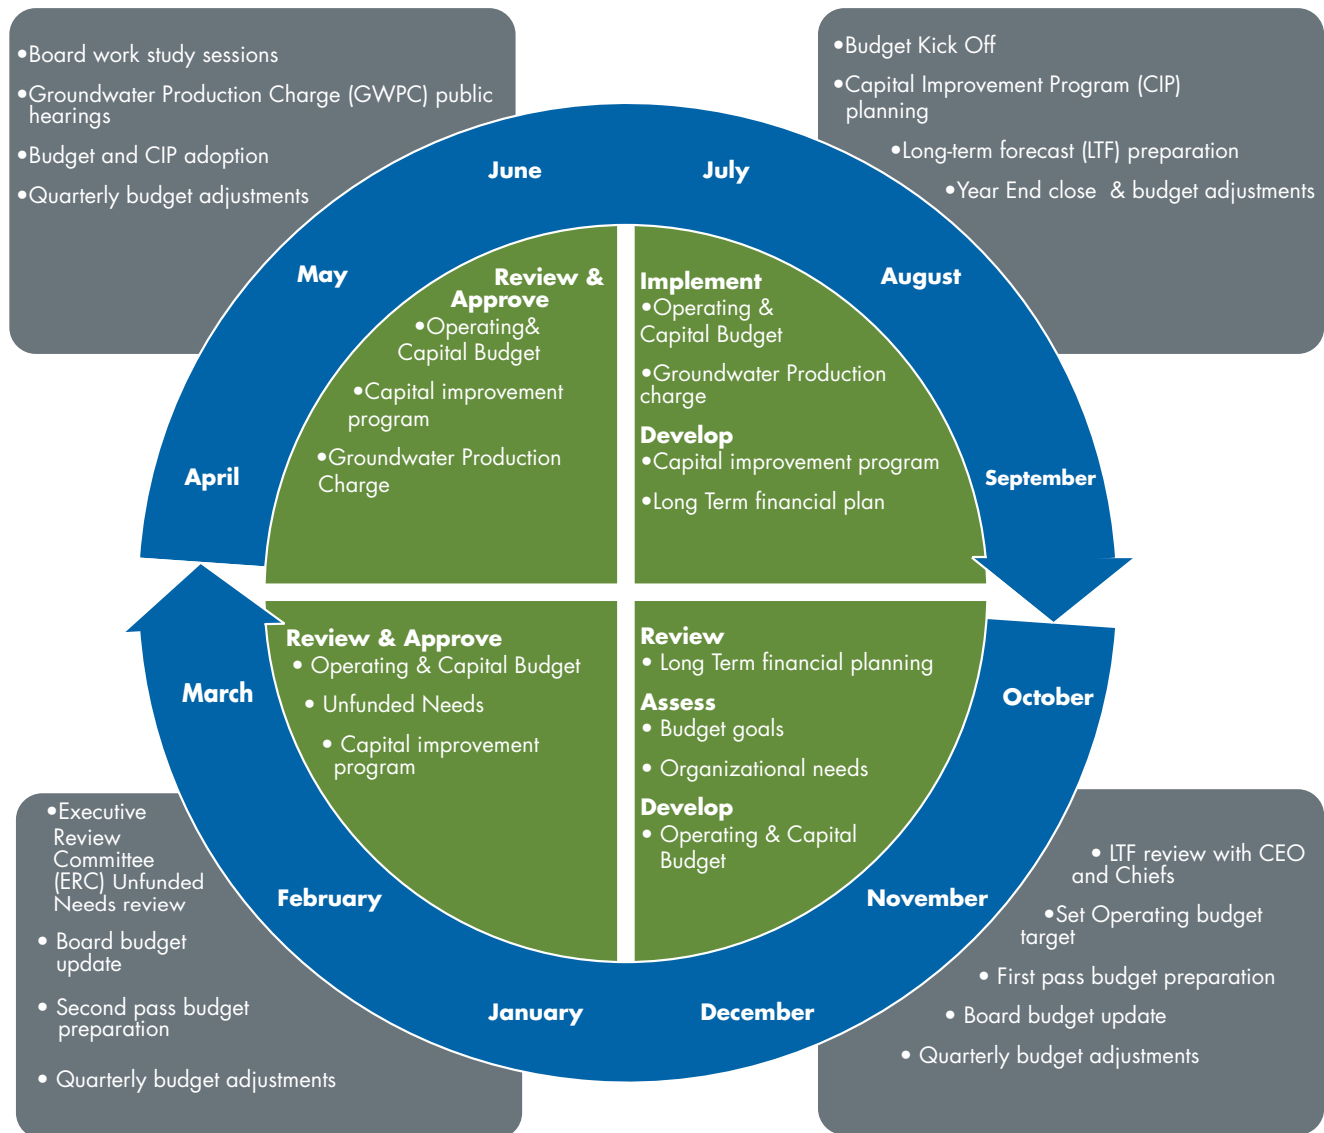 •Board work study sessions
•Groundwater Production Charge (GWPC) public
hearings
•Budget and CIP adoption
•Quarterly budget adjustments
•Budget Kick Off
•Capital Improvement Program (CIP)
planning
•Long-term forecast (LTF) preparation
•Year End close & budget adjustments
June
July
May
August
April
September
Review &
Approve
•Operating&
Capital Budget
•Capital improvement
program
•Groundwater Production
Charge
Implement
•Operating &
Capital Budget
•Groundwater Production
charge
Develop
•Capital improvement program
•Long Term financial plan
Review & Approve
• Operating & Capital Budget
• Unfunded Needs
• Capital improvement
program
Review
• Long Term financial planning
Assess
• Budget goals
• Organizational needs
Develop
• Operating & Capital
Budget
March
October
February
November
January
December
•Executive
Review
Committee
(ERC) Unfunded
Needs review
• Board budget
update
• Second pass budget
preparation
• Quarterly budget adjustments
• LTF review with CEO
and Chiefs
•Set Operating budget
target
• First pass budget preparation
• Board budget update
• Quarterly budget adjustments